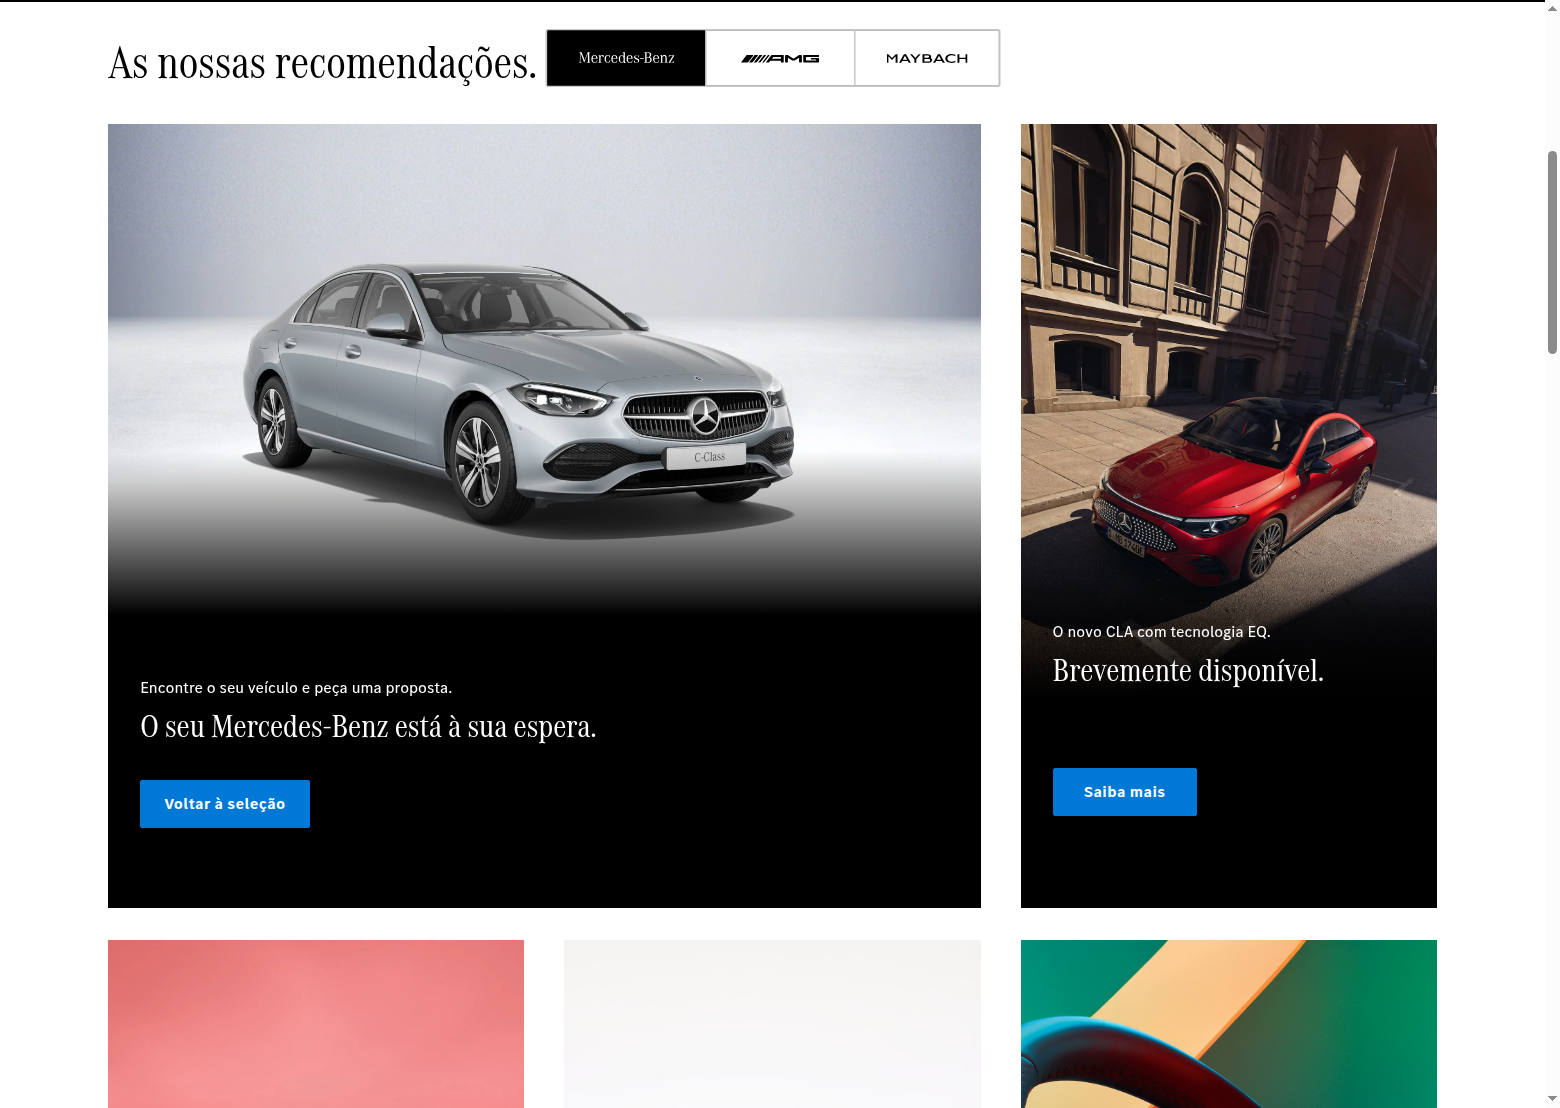 As nossas recomendações.
Mercedes-Benz
AMG
MAYBACH
C-Class
Encontre o seu veículo e peça uma proposta.
O seu Mercedes-Benz está à sua espera.
Voltar à seleção
O novo CLA com tecnologia EQ.
Brevemente disponível.
Saiba mais